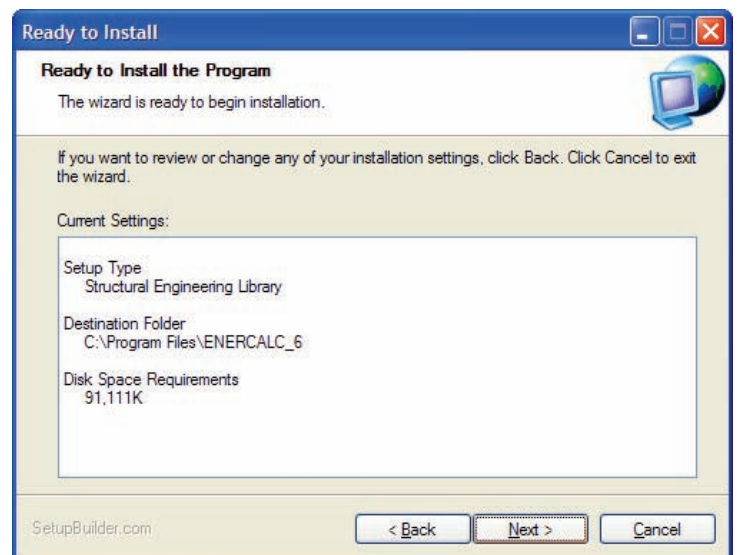 Ready to Install
Ready to Install the Program
The wizard is ready to begin installation.
If you want to review or change any of your installation settings, click Back. Click Cancel to exit
the wizard.
Current Settings:
Setup Type
Structural Engineering Library
Destination Folder
C:\Program Files\ENERCALC_6
Disk Space Requirements
91,111K
SetupBuilder.com
< Back Next > Cancel